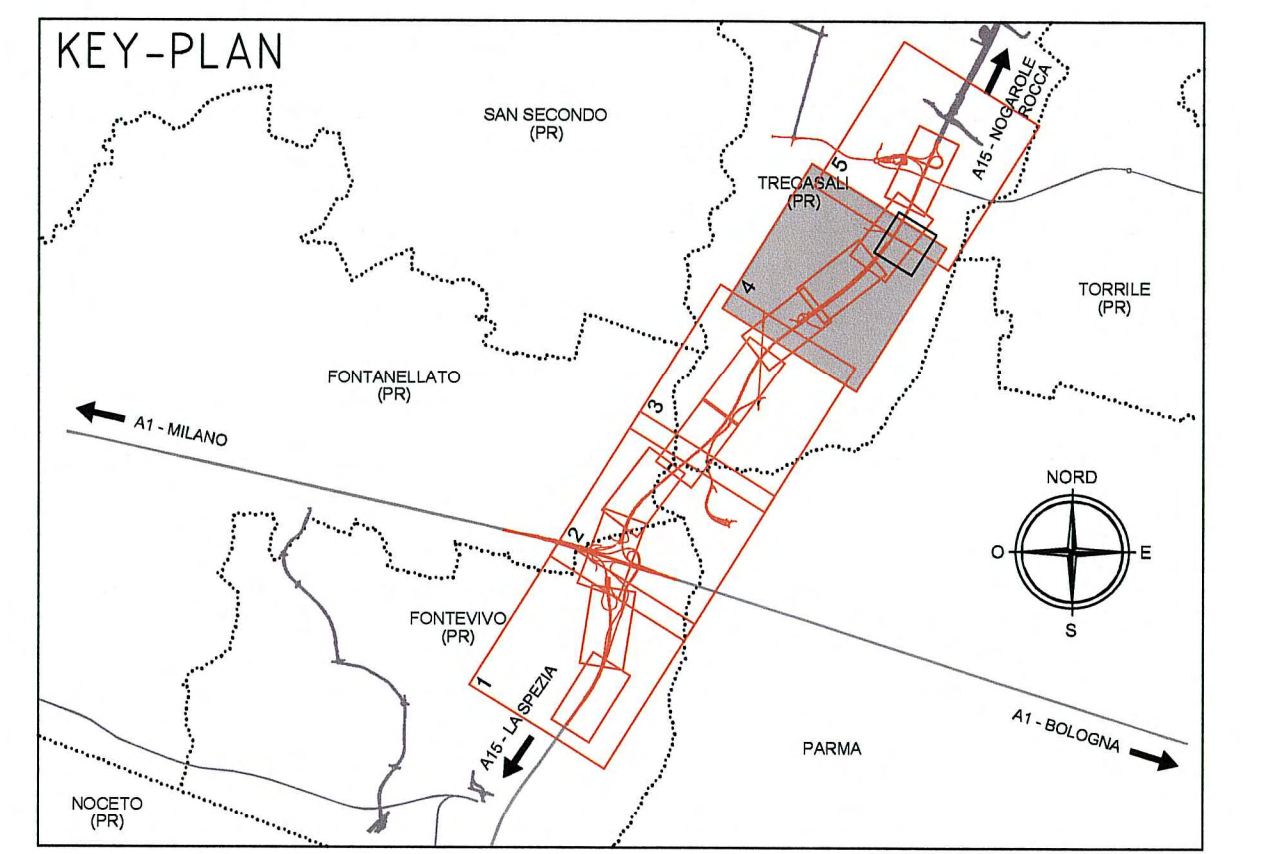 KEY-PLAN
SAN SECONDO
(PR)
A15 - NOGAROLE
ROCCA
5
TRECASALI
(PR)
4
TORRILE
(PR)
FONTANELLATO
(PR)
3
A1 - MILANO
NORD
2
O
E
S
FONTEVIVO
(PR)
1
A15 - LA SPEZIA
A1 - BOLOGNA
PARMA
NOCETO
(PR)